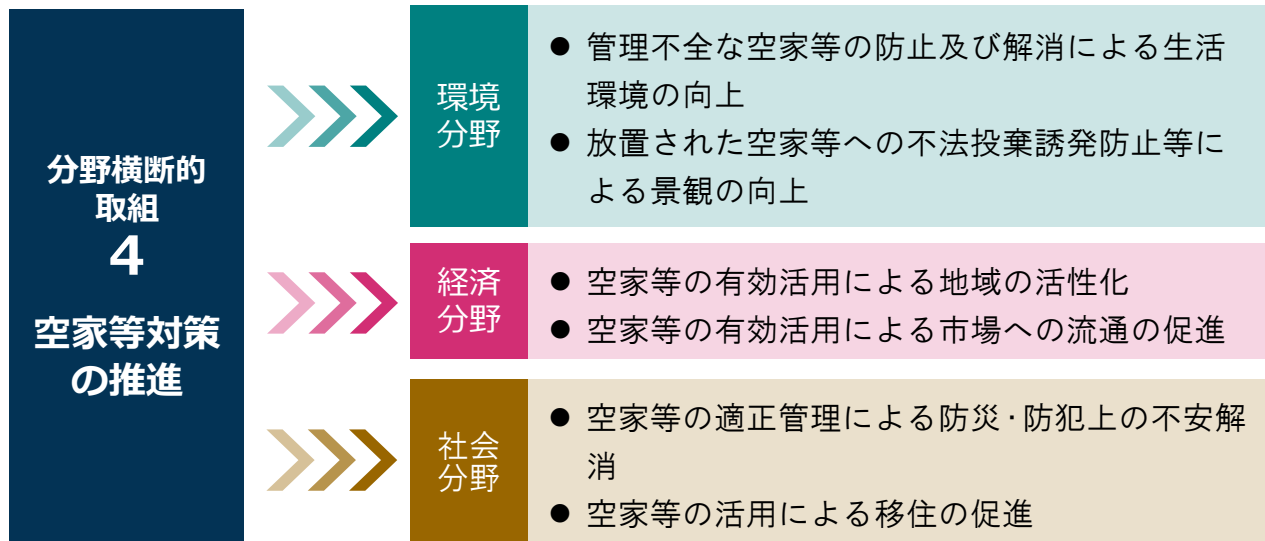 分野横断的
取組
4
空家等対策
の推進
環境
分野
● 管理不全な空家等の防止及び解消による生活
環境の向上
● 放置された空家等への不法投棄誘発防止等に
よる景観の向上
経済
分野
● 空家等の有効活用による地域の活性化
● 空家等の有効活用による市場への流通の促進
社会
分野
● 空家等の適正管理による防災・防犯上の不安解
消
● 空家等の活用による移住の促進